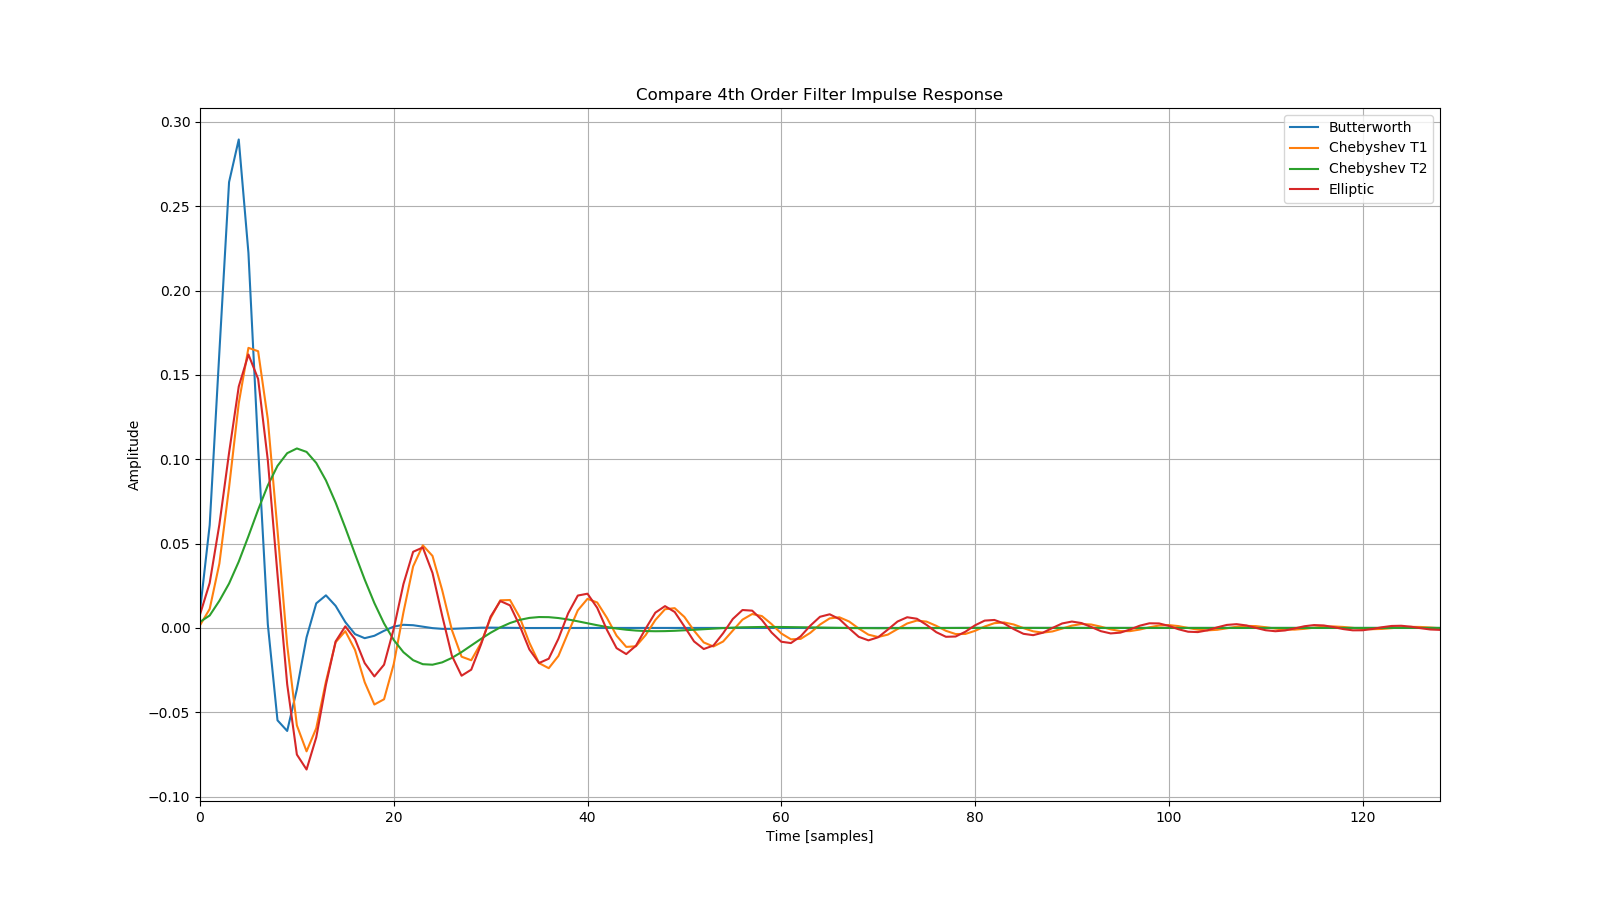 Compare 4th Order Filter Impulse Response
Butterworth
Chebyshev T1
Chebyshev T2
Elliptic
0.30
0.25
0.20
0.15
0.10
0.05
0.00
−0.05
−0.10
Amplitude
0 20 40 60 80 100 120
Time [samples]